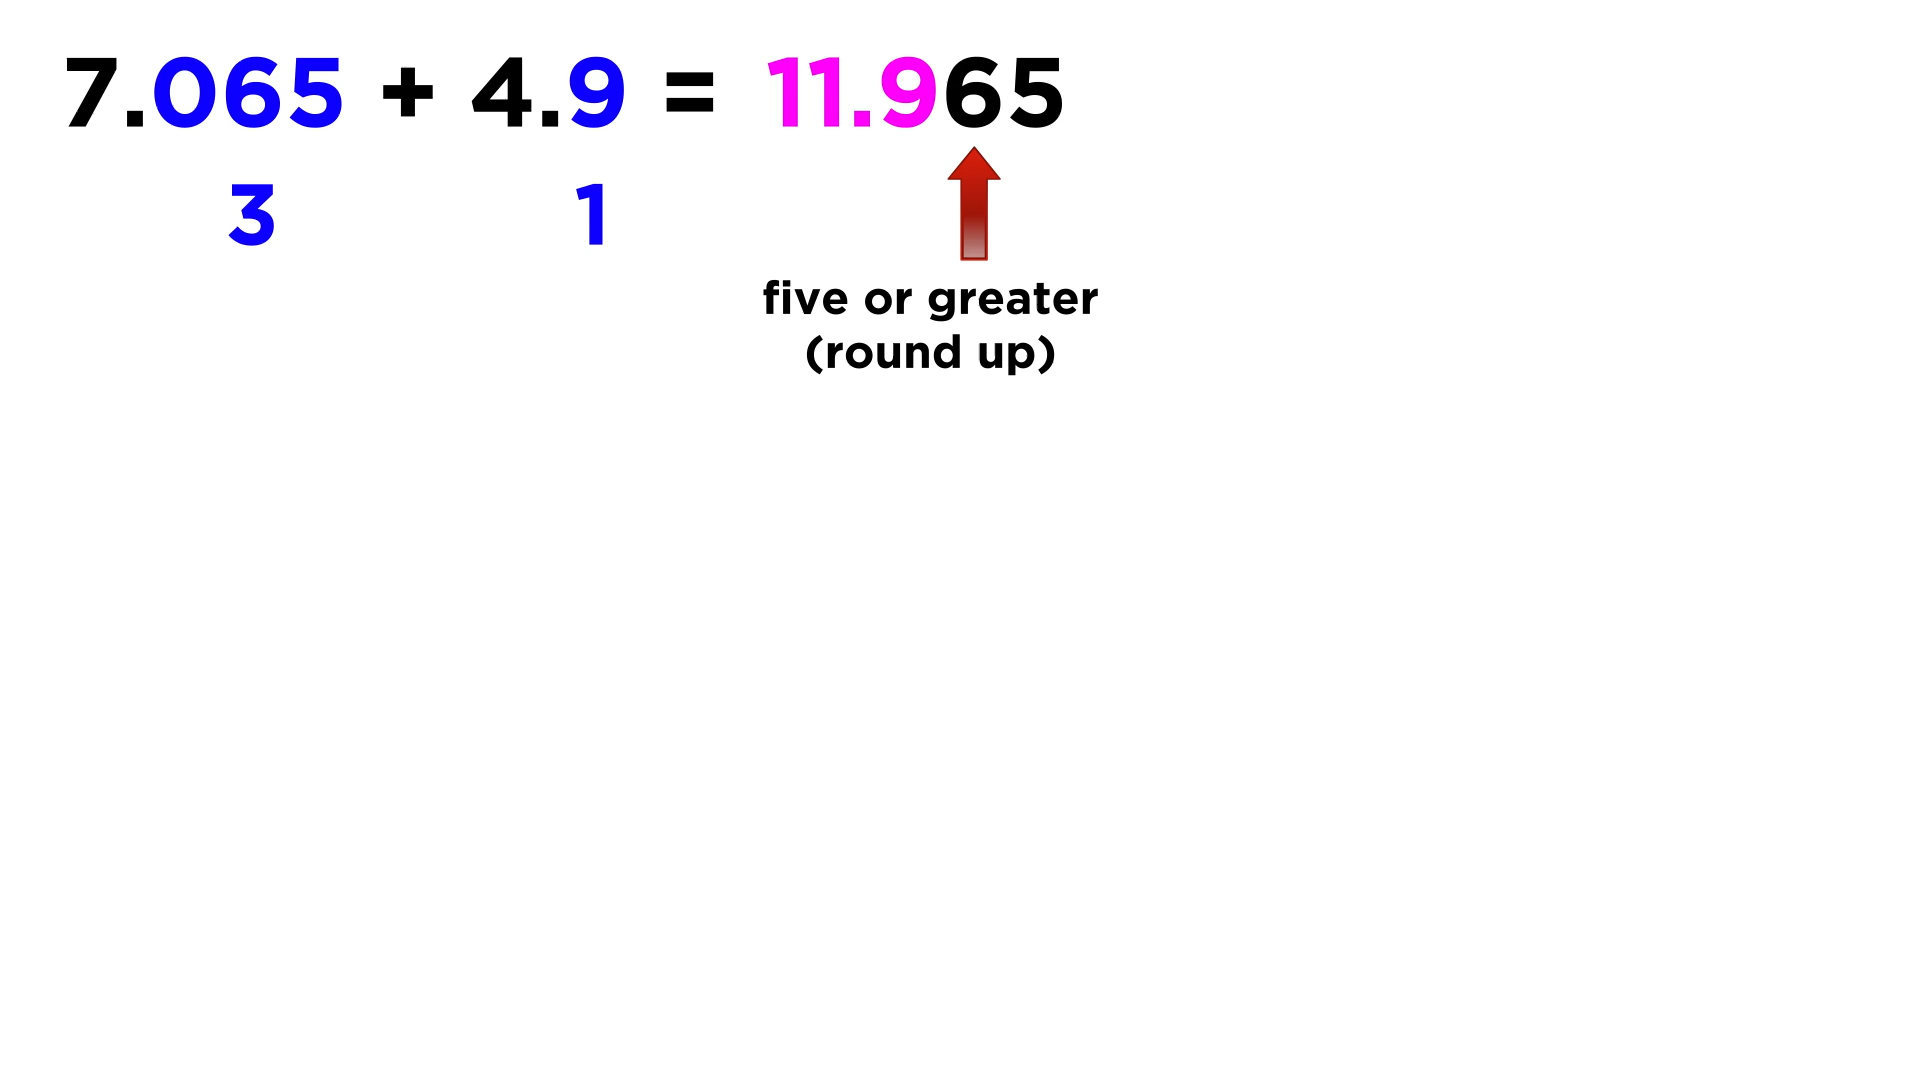 7.065 + 4.9 = 11.965
3 1
five or greater
(round up)